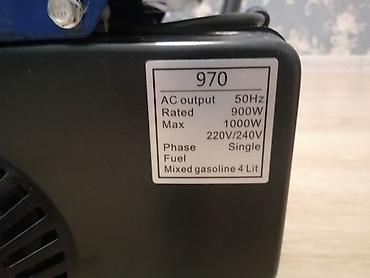 970
AC output 50Hz
Rated 900W
Max 1000W
220V/240V
Phase Single
Fuel
Mixed gasoline 4 Lit